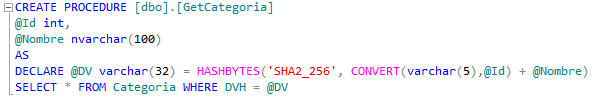 CREATE PROCEDURE [dbo].[GetCategoria]
@Id int,
@Nombre nvarchar(100)
AS
DECLARE @DV varchar(32) = HASHBYTES('SHA2_256', CONVERT(varchar(5),@Id) + @Nombre)
SELECT * FROM Categoria WHERE DVH = @DV